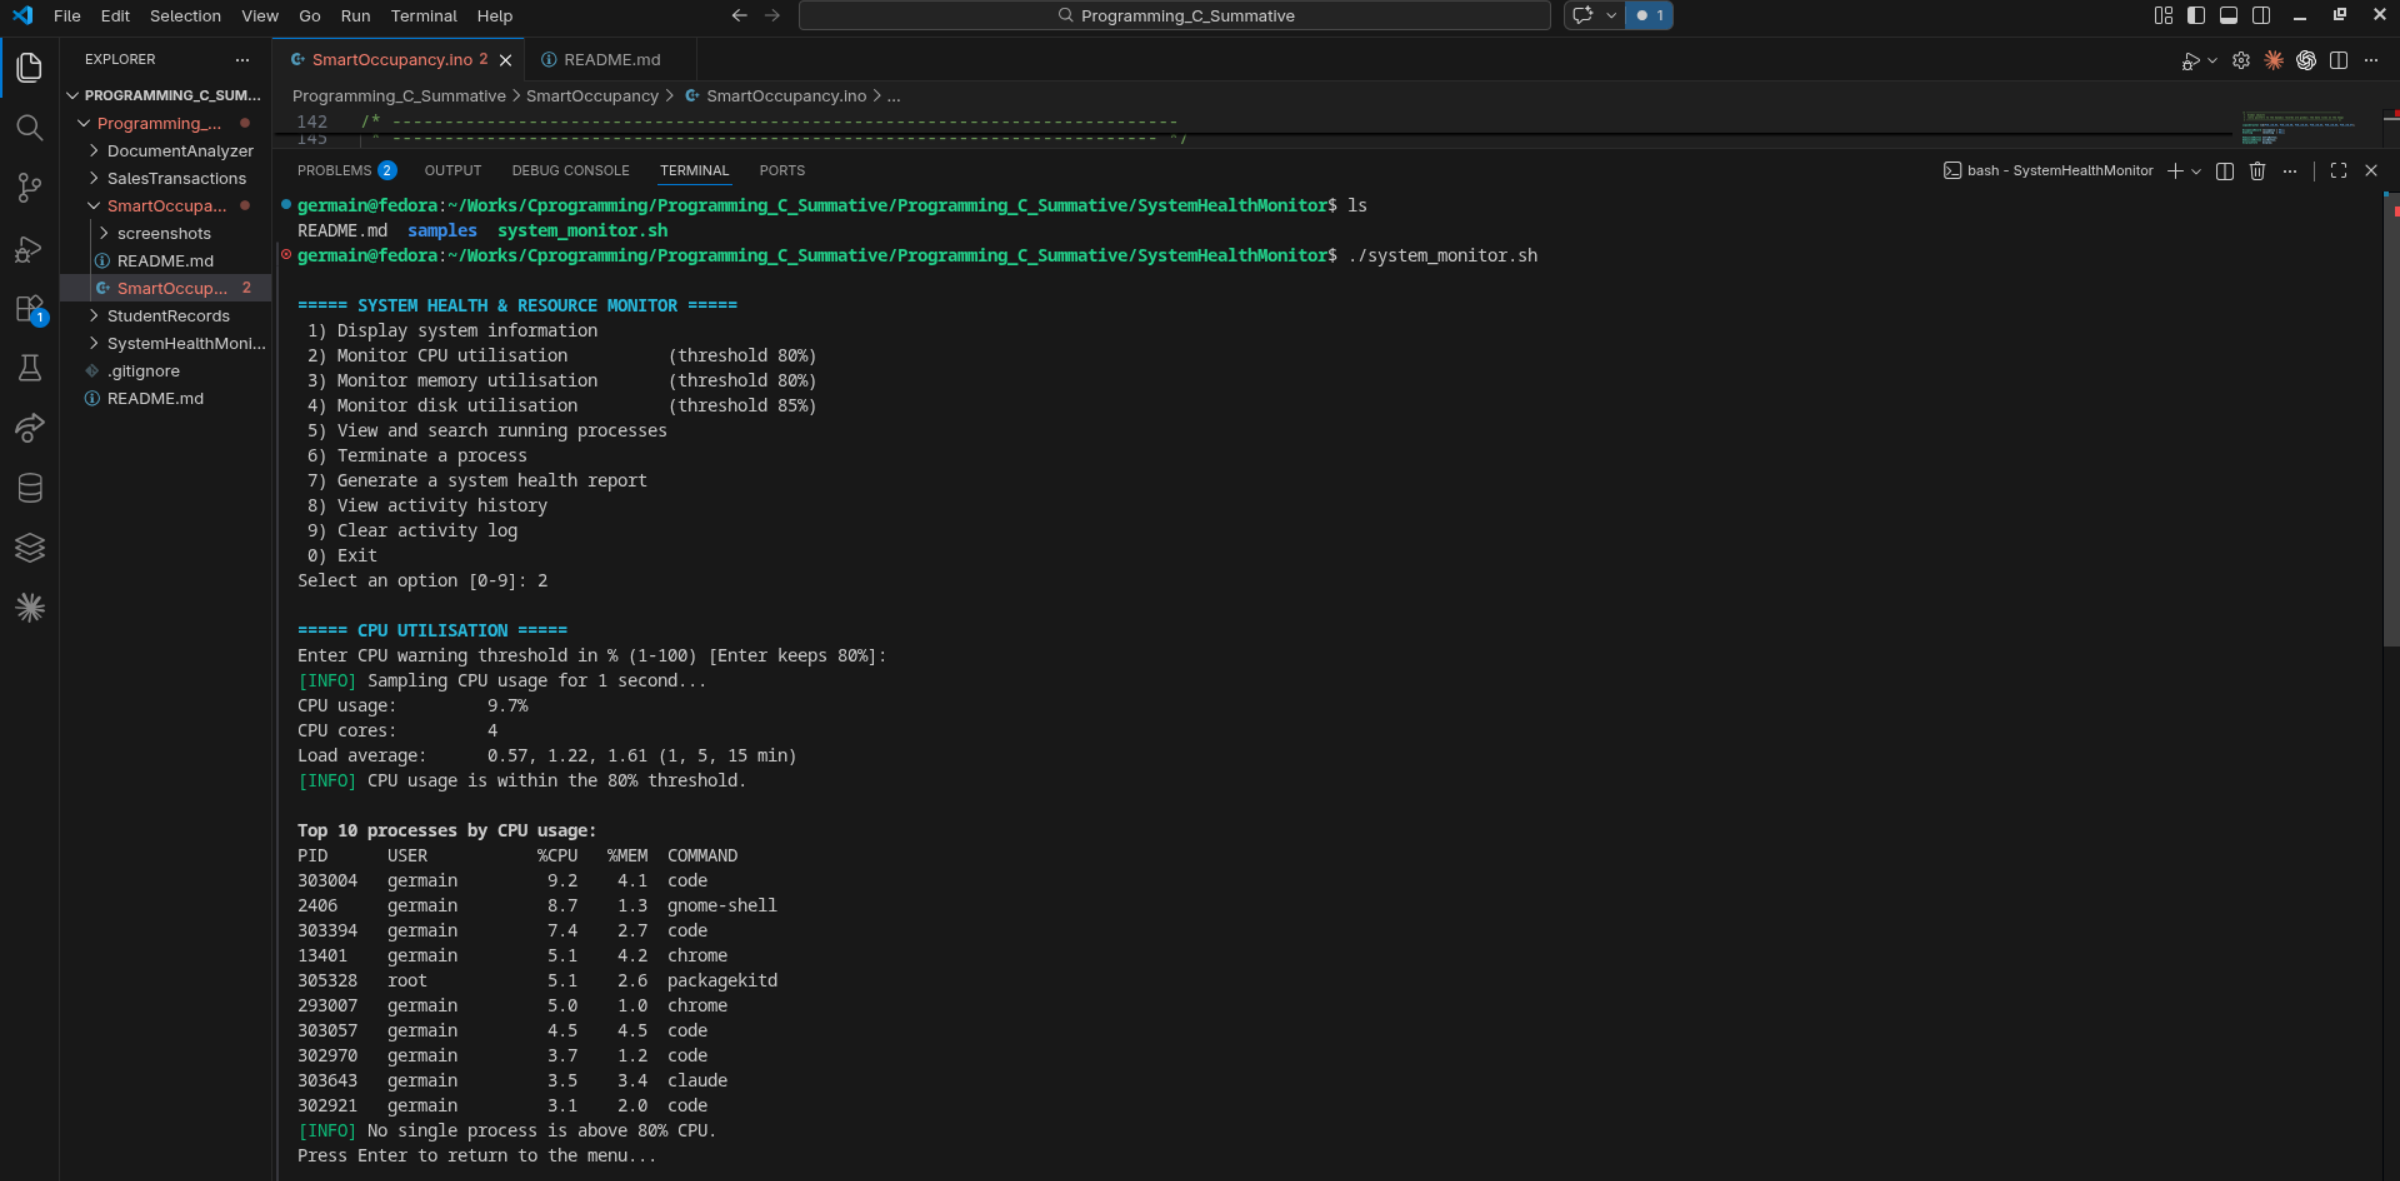 File Edit Selection View Go Run Terminal Help
Programming_C_Summative
1
EXPLORER
PROGRAMMING_C_SUM...
Programming_...
DocumentAnalyzer
SalesTransactions
SmartOccupa...
screenshots
README.md
SmartOccup... 2
StudentRecords
SystemHealthMoni...
.gitignore
README.md
1
SmartOccupancy.ino 2
README.md
Programming_C_Summative > SmartOccupancy > SmartOccupancy.ino > ...
142 /* -------------------------------------------------------------------------------
145 * ----------------------------------------------------------------------------- */
PROBLEMS 2 OUTPUT DEBUG CONSOLE TERMINAL PORTS
bash - SystemHealthMonitor
germain@fedora:~/Works/Cprogramming/Programming_C_Summative/Programming_C_Summative/SystemHealthMonitor$ ls
README.md samples system_monitor.sh
germain@fedora:~/Works/Cprogramming/Programming_C_Summative/Programming_C_Summative/SystemHealthMonitor$ ./system_monitor.sh
===== SYSTEM HEALTH & RESOURCE MONITOR =====
1) Display system information
2) Monitor CPU utilisation (threshold 80%)
3) Monitor memory utilisation (threshold 80%)
4) Monitor disk utilisation (threshold 85%)
5) View and search running processes
6) Terminate a process
7) Generate a system health report
8) View activity history
9) Clear activity log
0) Exit
Select an option [0-9]: 2
===== CPU UTILISATION =====
Enter CPU warning threshold in % (1-100) [Enter keeps 80%]:
[INFO] Sampling CPU usage for 1 second...
CPU usage: 9.7%
CPU cores: 4
Load average: 0.57, 1.22, 1.61 (1, 5, 15 min)
[INFO] CPU usage is within the 80% threshold.
Top 10 processes by CPU usage:
PID USER %CPU %MEM COMMAND
303004 germain 9.2 4.1 code
2406 germain 8.7 1.3 gnome-shell
303394 germain 7.4 2.7 code
13401 germain 5.1 4.2 chrome
305328 root 5.1 2.6 packagekitd
293007 germain 5.0 1.0 chrome
303057 germain 4.5 4.5 code
302970 germain 3.7 1.2 code
303643 germain 3.5 3.4 claude
302921 germain 3.1 2.0 code
[INFO] No single process is above 80% CPU.
Press Enter to return to the menu...